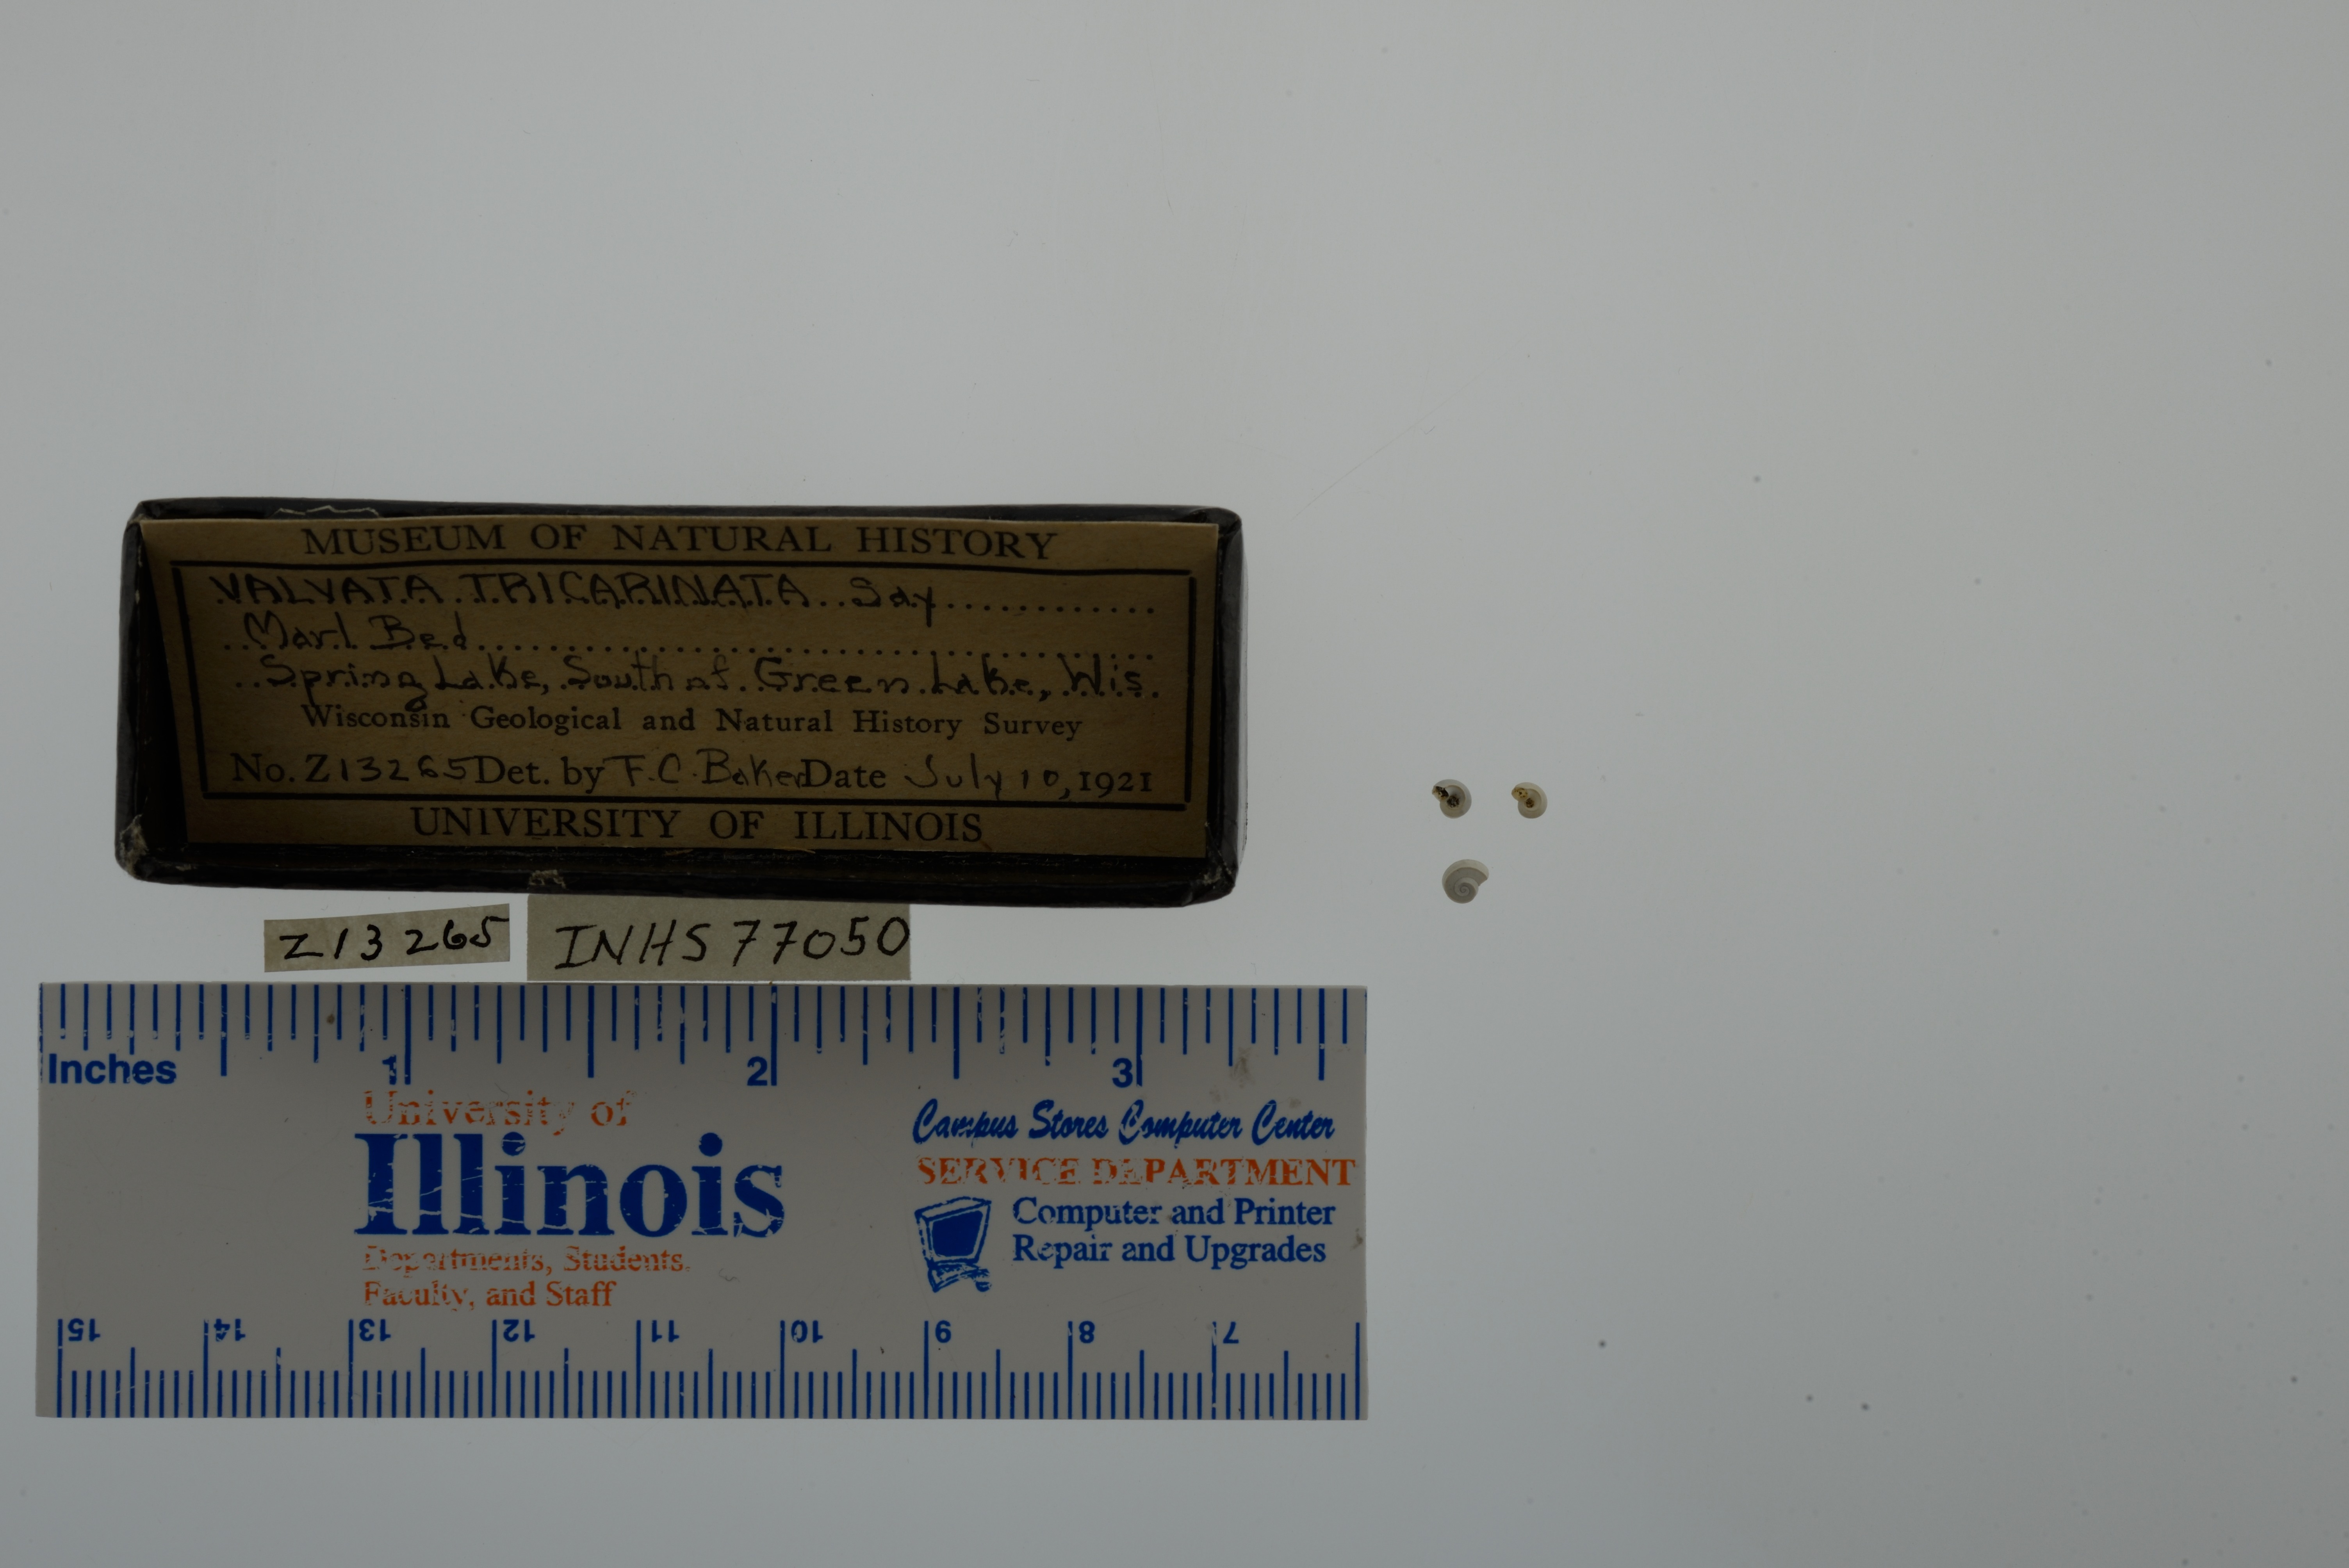 MUSEUM OF NATURAL HISTORY
VALVATA TRICARINATA Say
Marl Bed
Spring Lake, South of Green Lake, Wis.
Wisconsin Geological and Natural History Survey
No. Z13265 Det. by F.C. Baker Date July 10, 1921
UNIVERSITY OF ILLINOIS
Z13265
INHS 77050
Inches 1 2 3
University of
Illinois
Departments, Students,
Faculty, and Staff
Campus Stores Computer Center
SERVICE DEPARTMENT
Computer and Printer
Repair and Upgrades
15 14 13 12 11 10 9 8 7